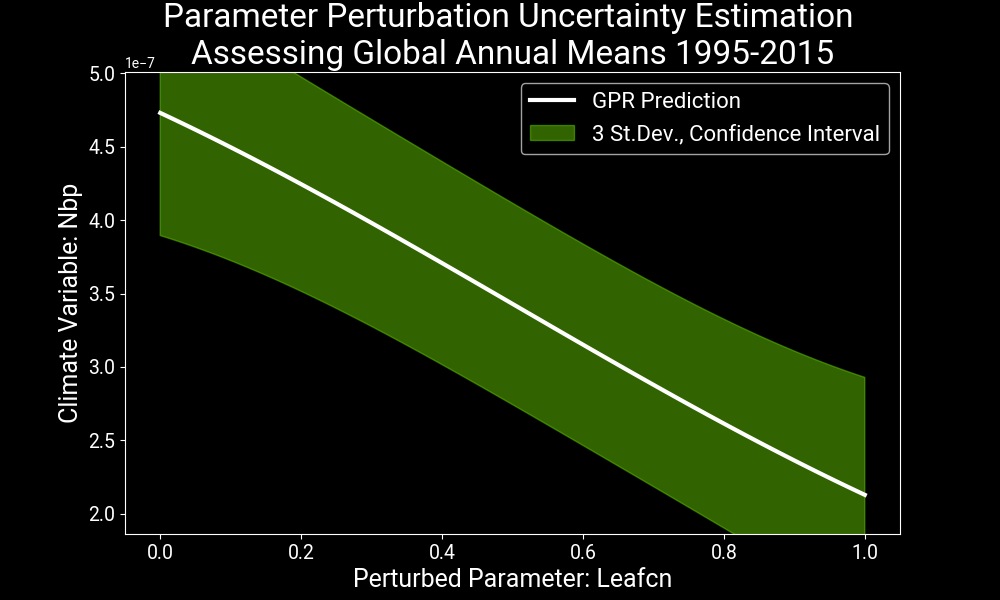 Parameter Perturbation Uncertainty Estimation
Assessing Global Annual Means 1995-2015
1e-7
GPR Prediction
3 St.Dev., Confidence Interval
Climate Variable: Nbp
5.0
4.5
4.0
3.5
3.0
2.5
2.0
0.0 0.2 0.4 0.6 0.8 1.0
Perturbed Parameter: Leafcn